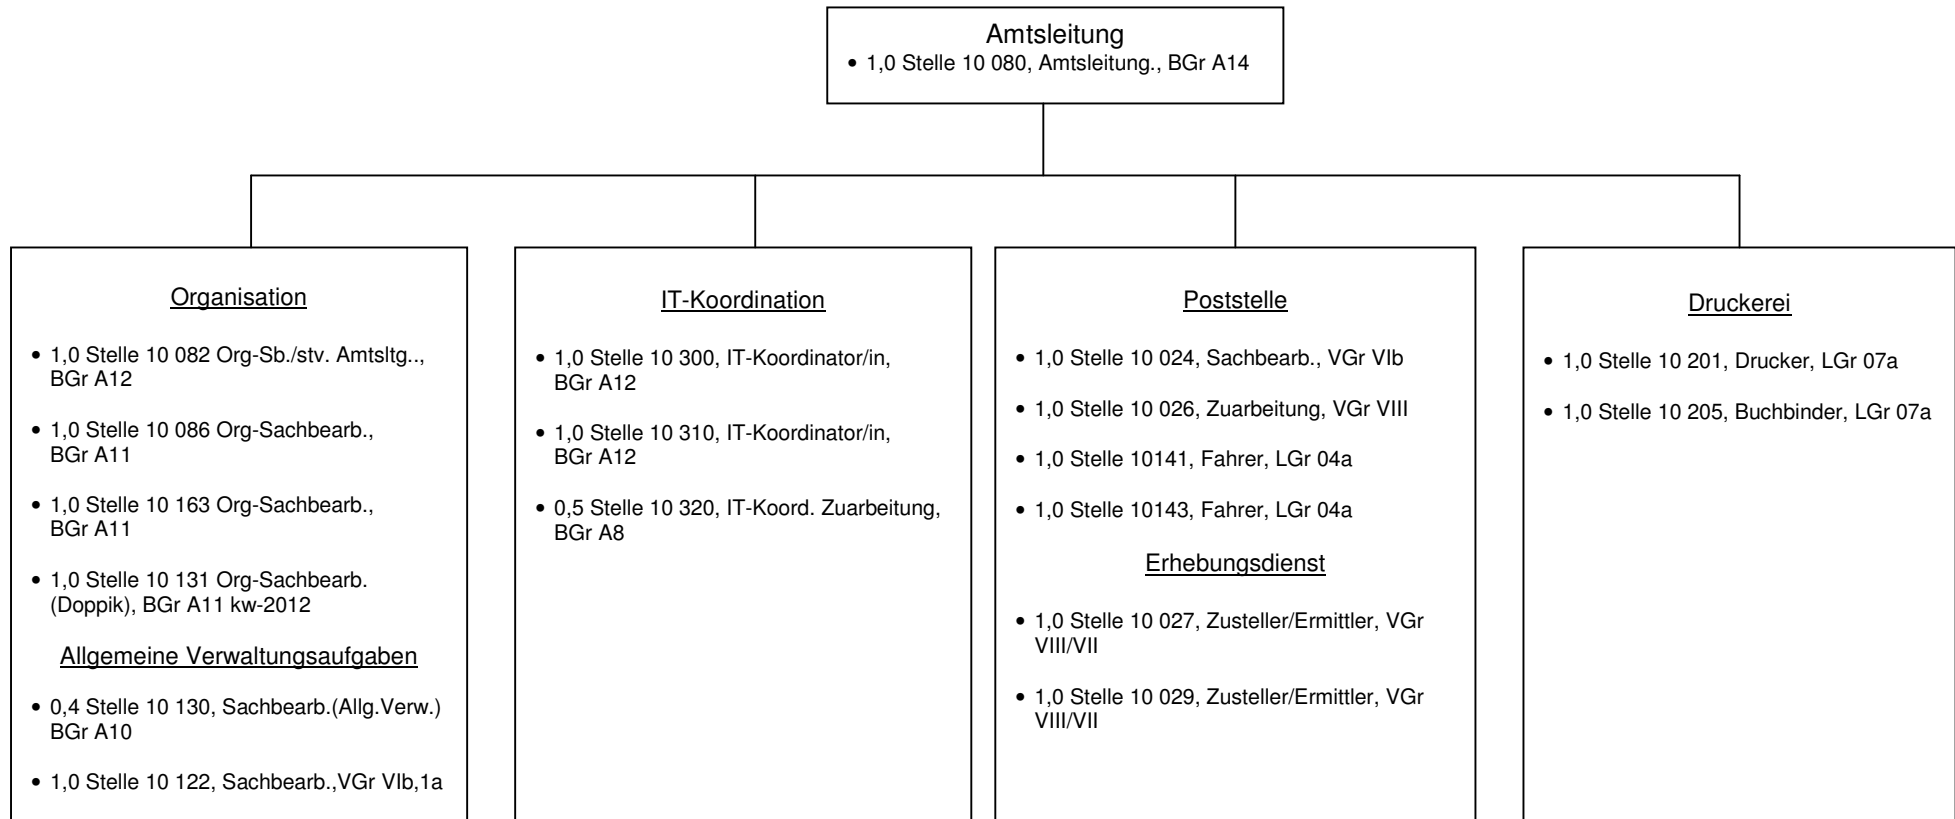 Amtsleitung
• 1,0 Stelle 10 080, Amtsleitung., BGr A14
Organisation
• 1,0 Stelle 10 082 Org-Sb./stv. Amtsltg..,
BGr A12
• 1,0 Stelle 10 086 Org-Sachbearb.,
BGr A11
• 1,0 Stelle 10 163 Org-Sachbearb.,
BGr A11
• 1,0 Stelle 10 131 Org-Sachbearb.
(Doppik), BGr A11 kw-2012
Allgemeine Verwaltungsaufgaben
• 0,4 Stelle 10 130, Sachbearb.(Allg.Verw.)
BGr A10
• 1,0 Stelle 10 122, Sachbearb.,VGr VIb,1a
IT-Koordination
• 1,0 Stelle 10 300, IT-Koordinator/in,
BGr A12
• 1,0 Stelle 10 310, IT-Koordinator/in,
BGr A12
• 0,5 Stelle 10 320, IT-Koord. Zuarbeitung,
BGr A8
Poststelle
• 1,0 Stelle 10 024, Sachbearb., VGr VIb
• 1,0 Stelle 10 026, Zuarbeitung, VGr VIII
• 1,0 Stelle 10141, Fahrer, LGr 04a
• 1,0 Stelle 10143, Fahrer, LGr 04a
Erhebungsdienst
• 1,0 Stelle 10 027, Zusteller/Ermittler, VGr
VIII/VII
• 1,0 Stelle 10 029, Zusteller/Ermittler, VGr
VIII/VII
Druckerei
• 1,0 Stelle 10 201, Drucker, LGr 07a
• 1,0 Stelle 10 205, Buchbinder, LGr 07a